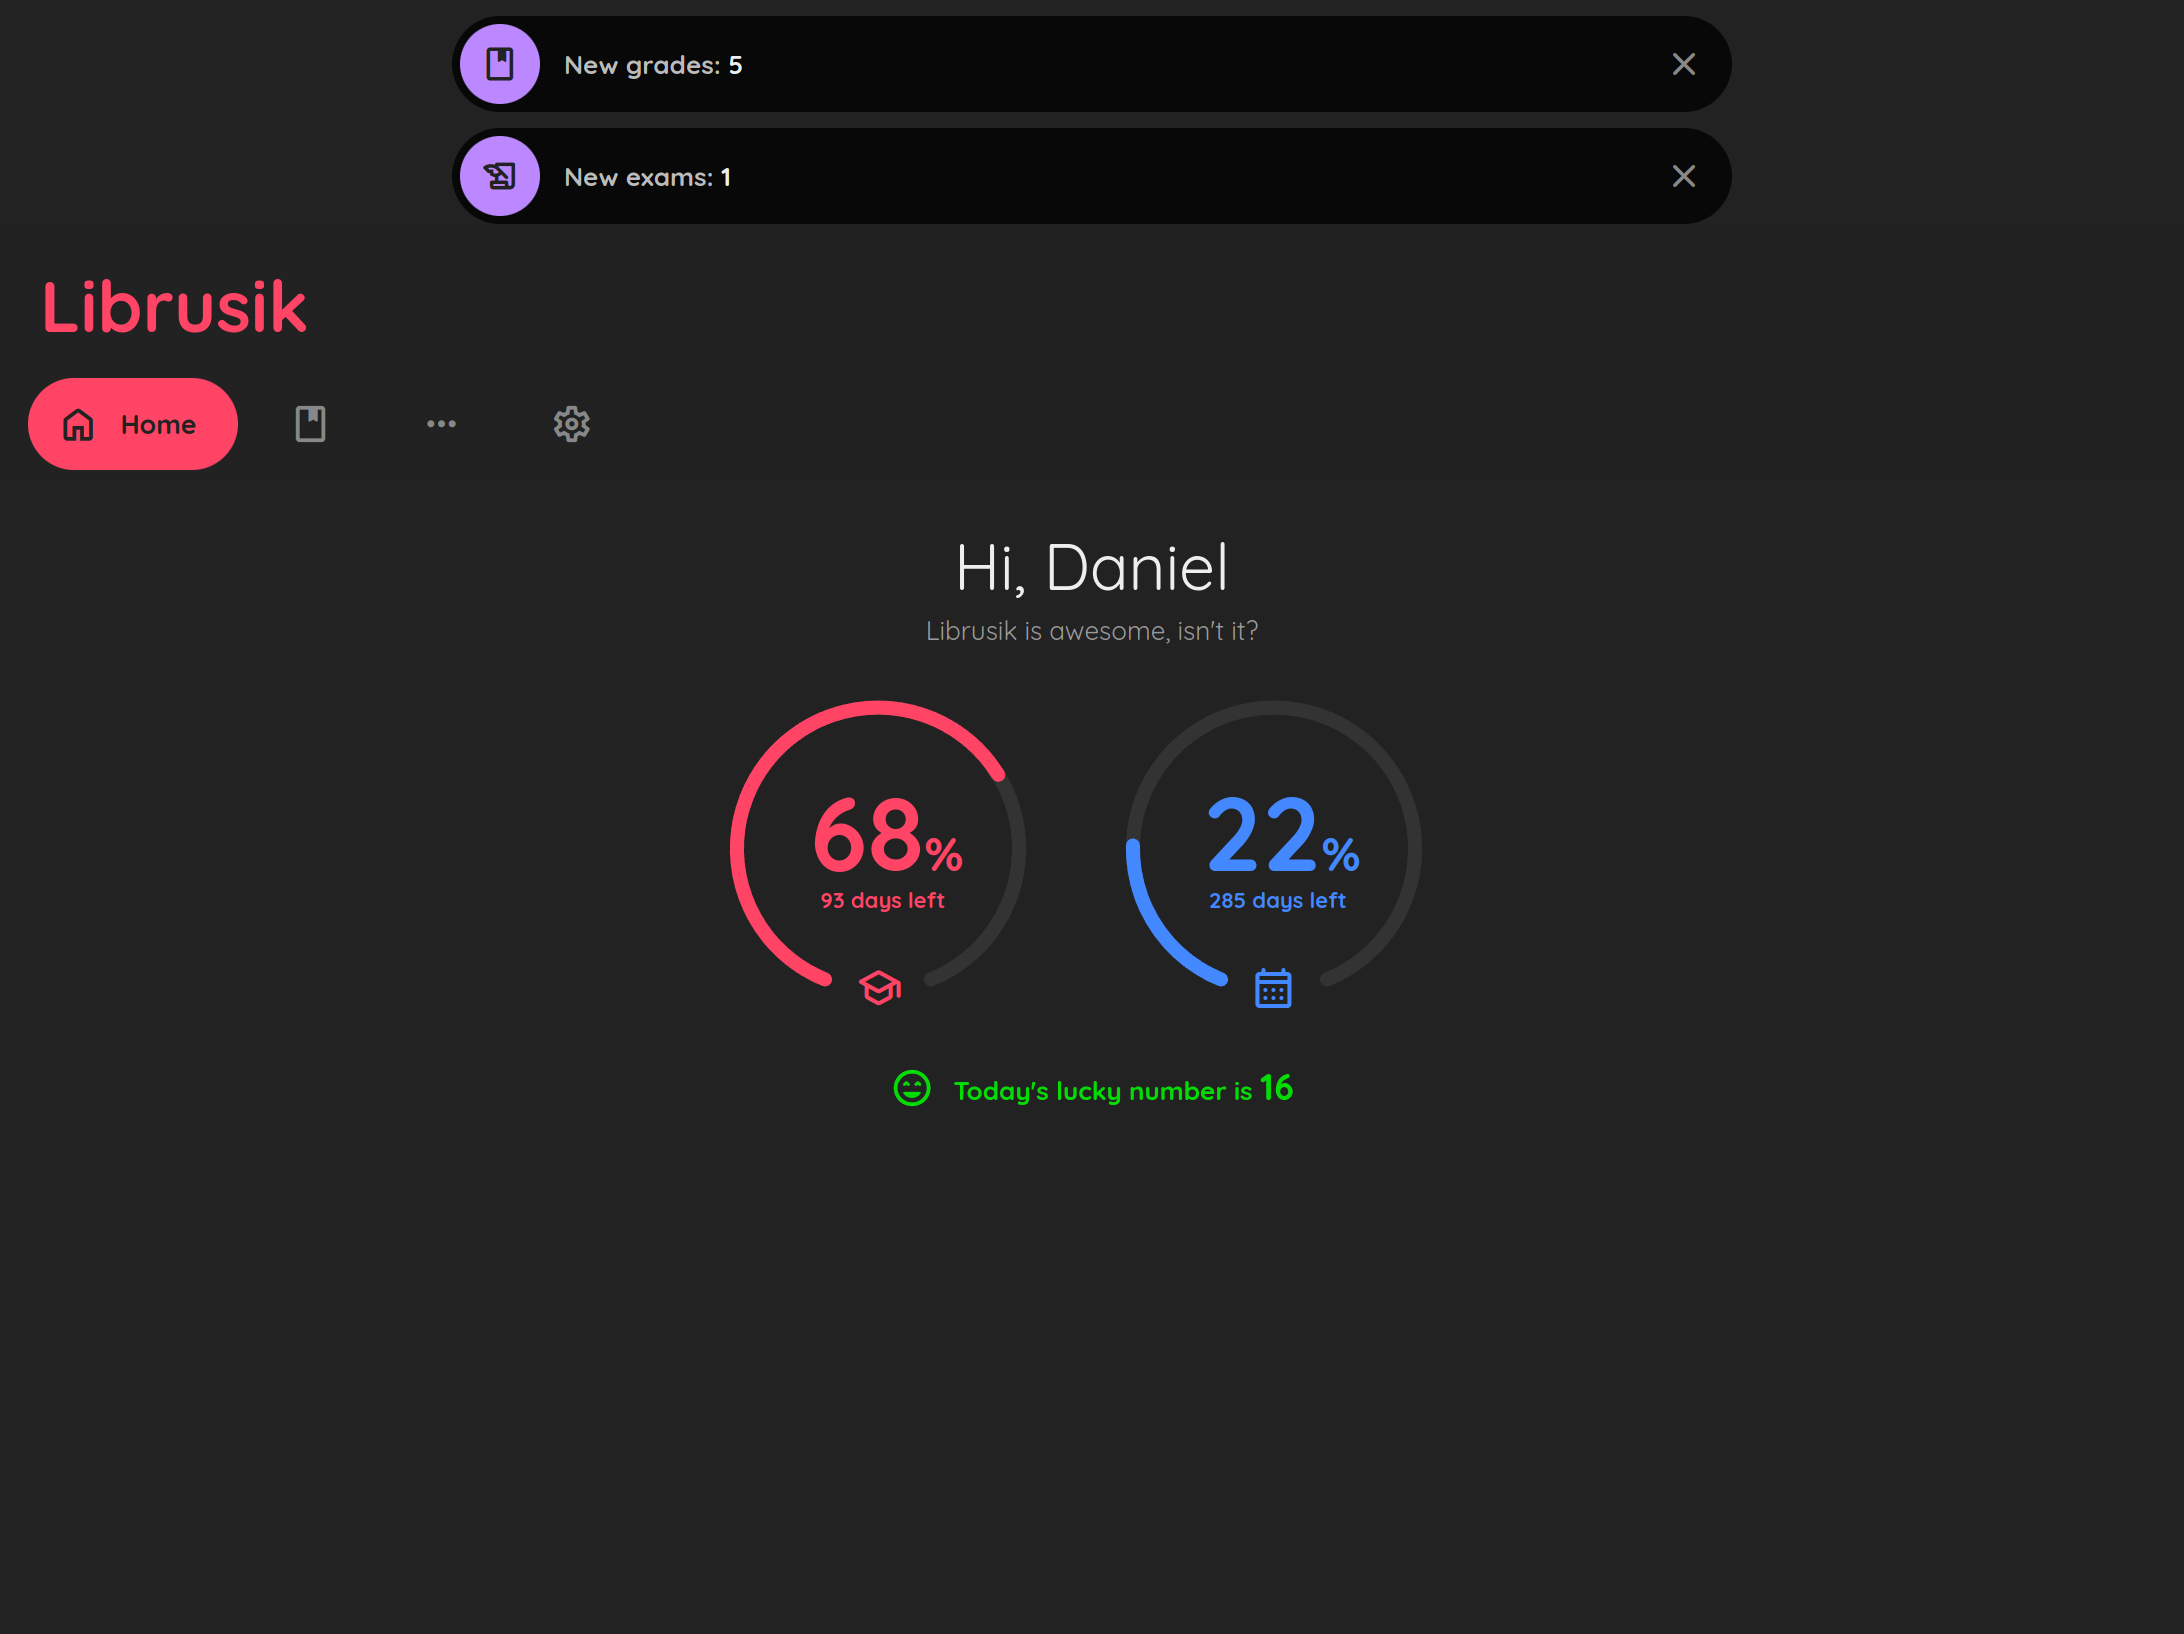 New grades: 5
New exams: 1
Librusik
Home
Hi, Daniel
Librusik is awesome, isn't it?
68%
93 days left
22%
285 days left
Today's lucky number is 16